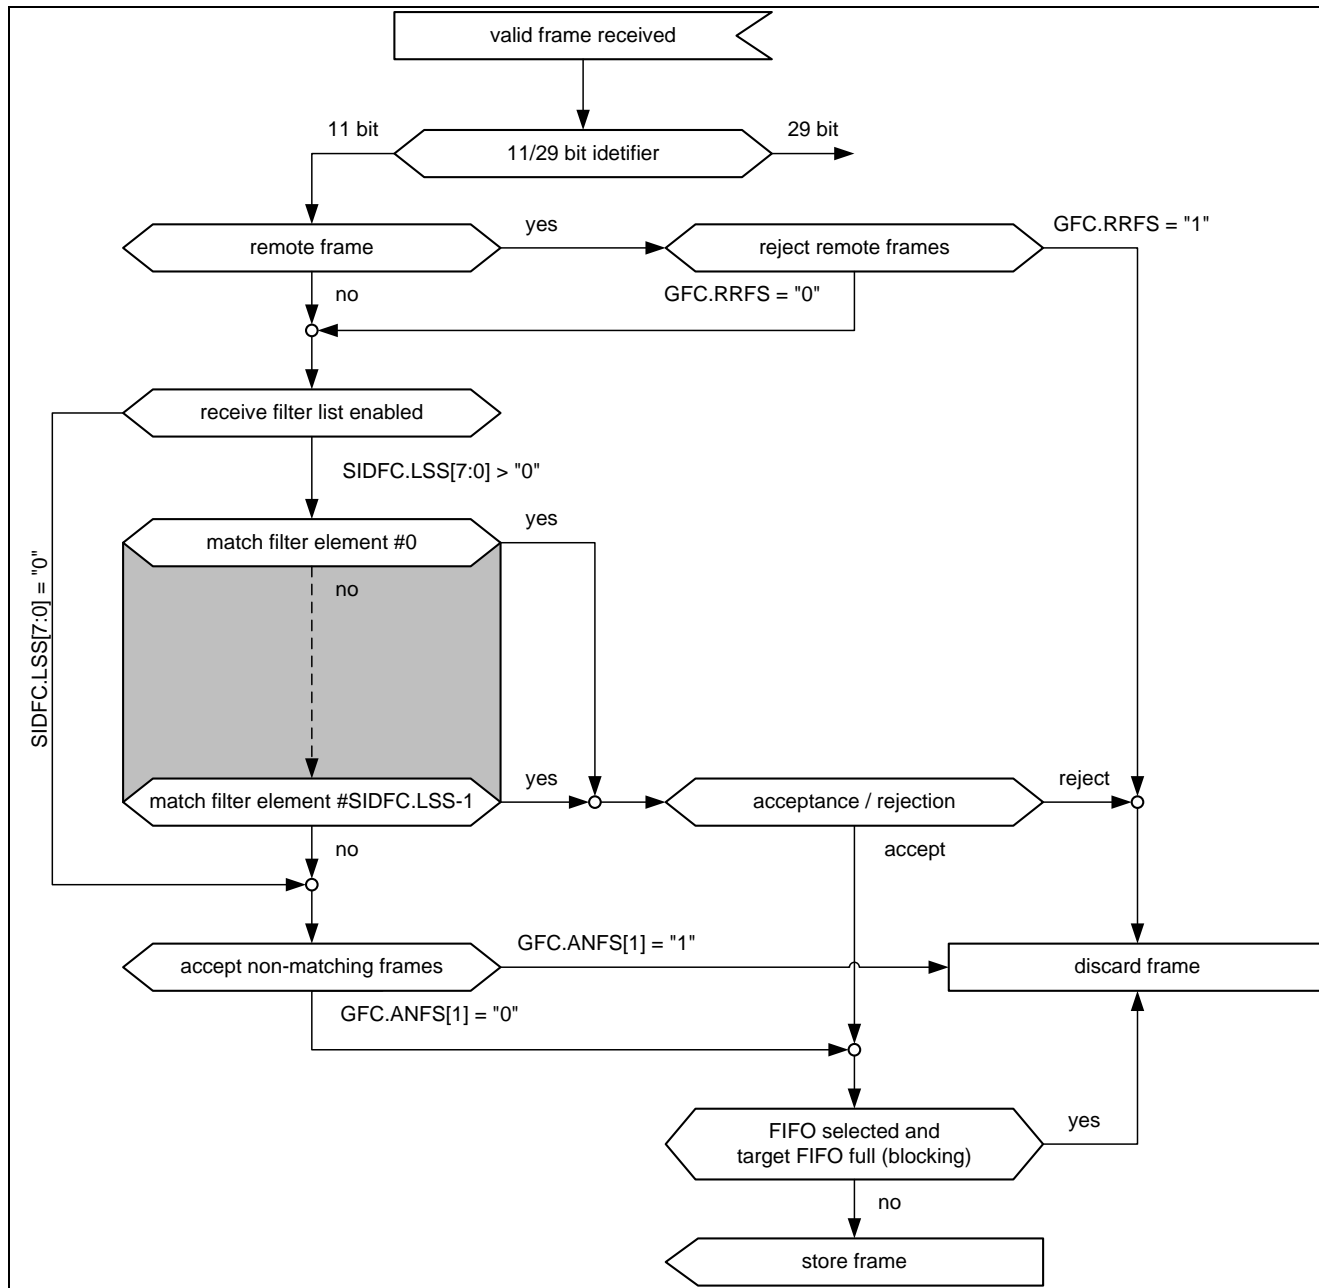 valid frame received
11 bit
29 bit
11/29 bit idetifier
GFC.RRFS = "1"
yes
remote frame
reject remote frames
no
GFC.RRFS = "0"
receive filter list enabled
SIDFC.LSS[7:0] > "0"
yes
match filter element #0
no
SIDFC.LSS[7:0] = "0"
yes
reject
match filter element #SIDFC.LSS-1
acceptance / rejection
no
accept
GFC.ANFS[1] = "1"
accept non-matching frames
discard frame
GFC.ANFS[1] = "0"
yes
FIFO selected and
target FIFO full (blocking)
no
store frame